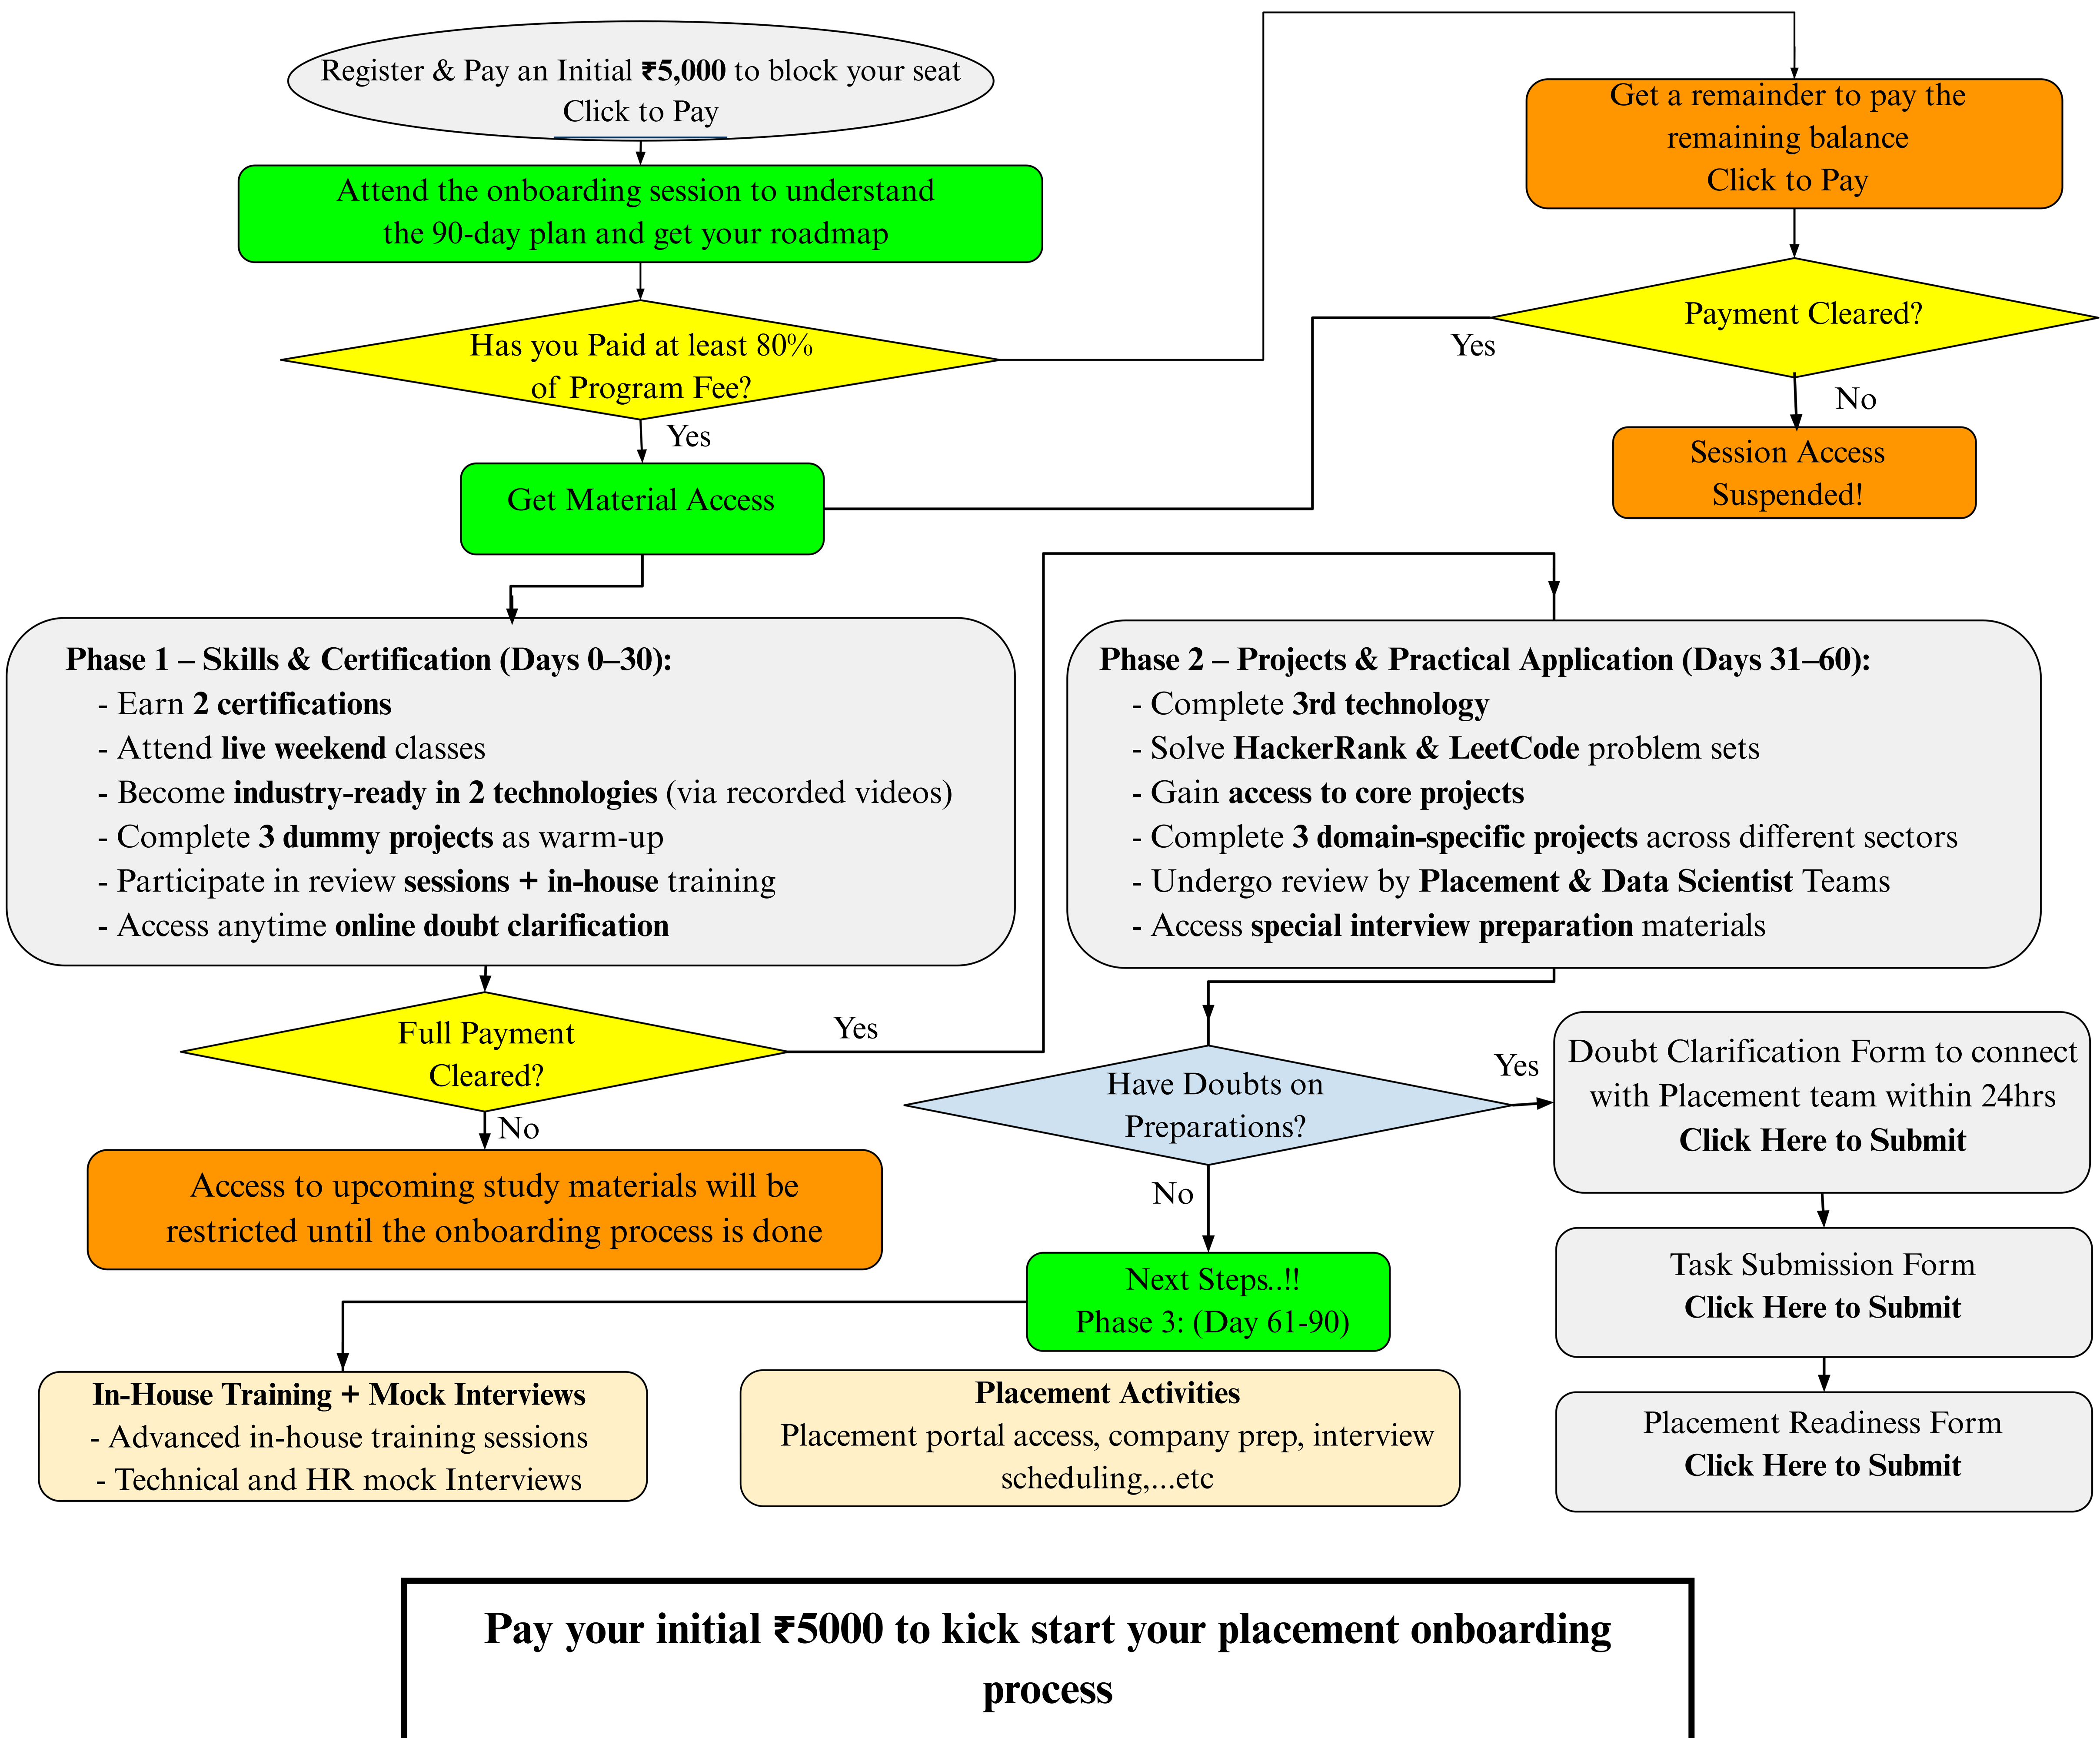 Register & Pay an Initial ₹5,000 to block your seat
Click to Pay
Attend the onboarding session to understand
the 90-day plan and get your roadmap
Has you Paid at least 80%
of Program Fee?
Yes
Get Material Access
Get a remainder to pay the
remaining balance
Click to Pay
Payment Cleared?
Yes
No
Session Access
Suspended!
Phase 1 – Skills & Certification (Days 0–30):
- Earn 2 certifications
- Attend live weekend classes
- Become industry-ready in 2 technologies (via recorded videos)
- Complete 3 dummy projects as warm-up
- Participate in review sessions + in-house training
- Access anytime online doubt clarification
Full Payment
Cleared?
Yes
No
Access to upcoming study materials will be
restricted until the onboarding process is done
Phase 2 – Projects & Practical Application (Days 31–60):
- Complete 3rd technology
- Solve HackerRank & LeetCode problem sets
- Gain access to core projects
- Complete 3 domain-specific projects across different sectors
- Undergo review by Placement & Data Scientist Teams
- Access special interview preparation materials
Have Doubts on
Preparations?
Yes
No
Doubt Clarification Form to connect
with Placement team within 24hrs
Click Here to Submit
Task Submission Form
Click Here to Submit
Placement Readiness Form
Click Here to Submit
Next Steps..!!
Phase 3: (Day 61-90)
In-House Training + Mock Interviews
- Advanced in-house training sessions
- Technical and HR mock Interviews
Placement Activities
Placement portal access, company prep, interview
scheduling,...etc
Pay your initial ₹5000 to kick start your placement onboarding
process